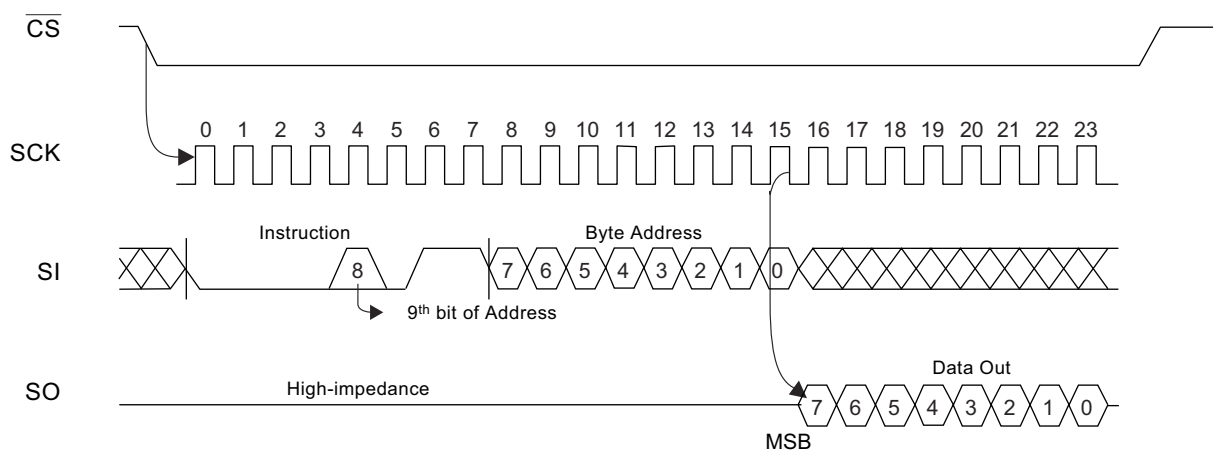 CS
0 1 2 3 4 5 6 7 8 9 10 11 12 13 14 15 16 17 18 19 20 21 22 23
SCK
Instruction Byte Address
SI 8 7 6 5 4 3 2 1 0
9th bit of Address
Data Out
SO High-impedance 7 6 5 4 3 2 1 0
MSB